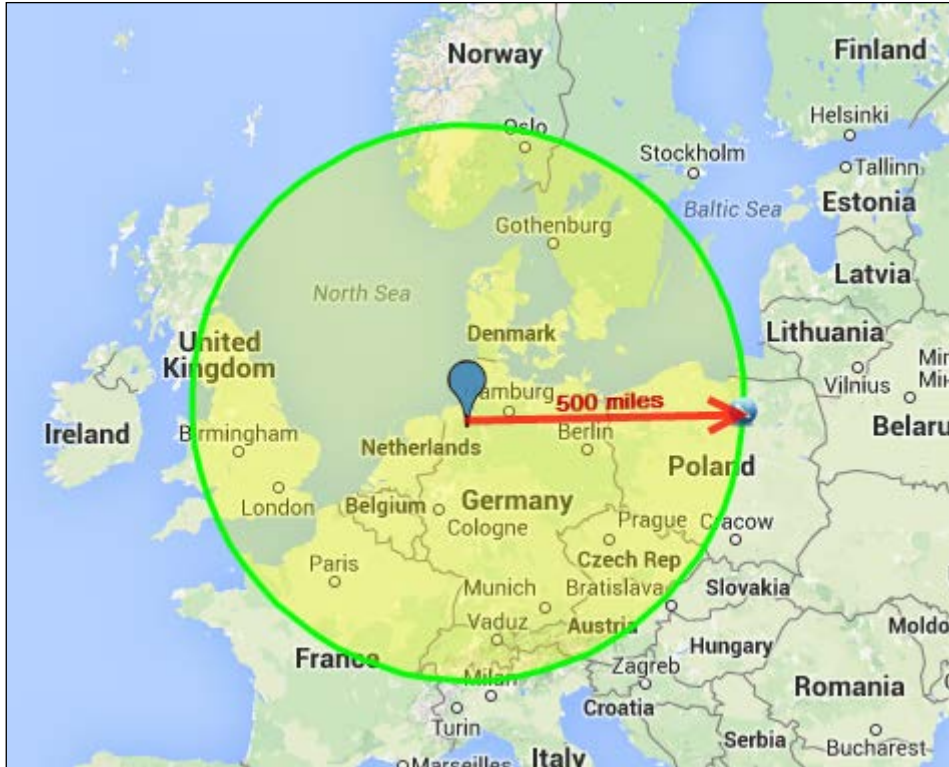 Norway
Finland
Oslo
Helsinki
Stockholm
Tallinn
Baltic Sea
Estonia
Gothenburg
Latvia
North Sea
Denmark
Lithuania
United
Kingdom
Vilnius
amburg
500 miles
Ireland
Birmingham
Berlin
Belaru
Netherlands
Poland
London
Belgium
Germany
Cologne
Prague
Cracow
Paris
Czech Rep
Munich
Bratislava
Slovakia
Vaduz
Austria
Hungary
Moldo
France
Zagreb
Milan
Romania
Turin
Croatia
Serbia
Bucharest
Marseilles
Italy